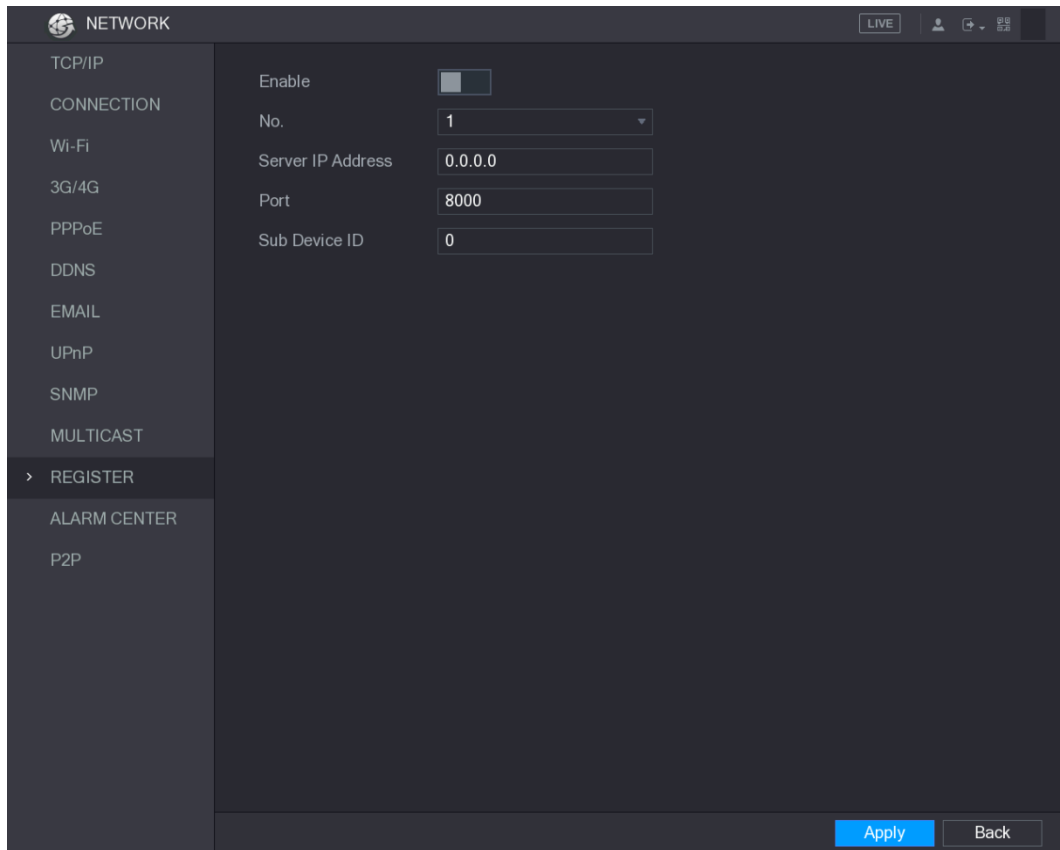 NETWORK
LIVE
TCP/IP
CONNECTION
Wi-Fi
3G/4G
PPPoE
DDNS
EMAIL
UPnP
SNMP
MULTICAST
REGISTER
ALARM CENTER
P2P
Enable
No. 1
Server IP Address 0.0.0.0
Port 8000
Sub Device ID 0
Apply Back